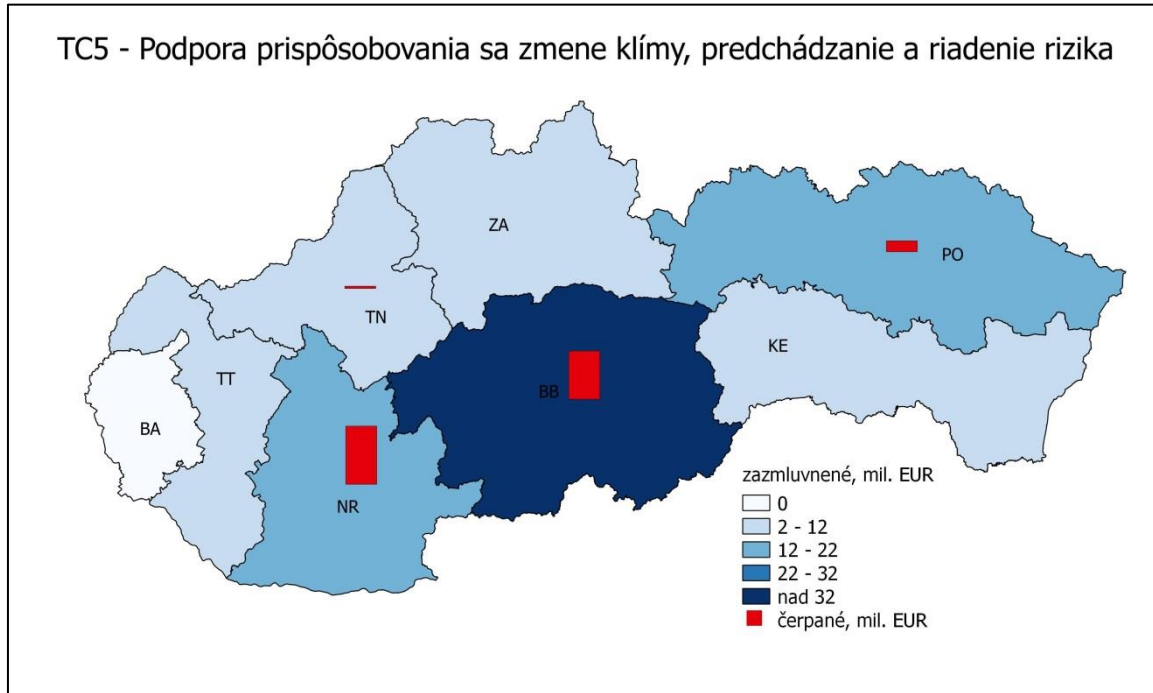 TC5 - Podpora prispôsobovania sa zmene klímy, predchádzanie a riadenie rizika
ZA
PO
TN
KE
TT
BB
BA
NR
zazmluvnené, mil. EUR
0
2 - 12
12 - 22
22 - 32
nad 32
čerpané, mil. EUR